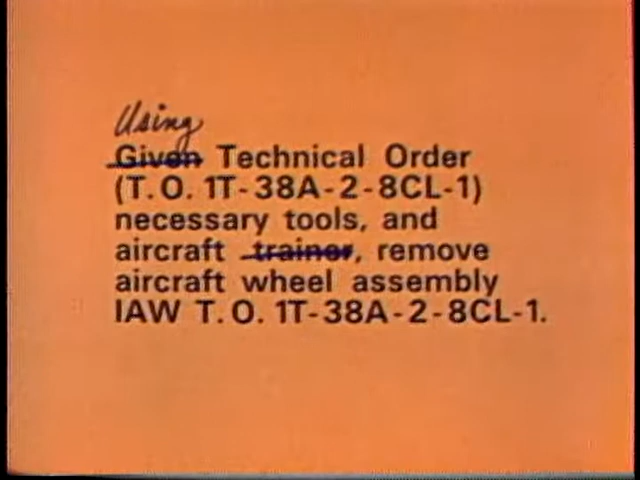 Using
Given Technical Order
(T.O. 1T-38A-2-8CL-1)
necessary tools, and
aircraft trainer, remove
aircraft wheel assembly
IAW T.O. 1T-38A-2-8CL-1.